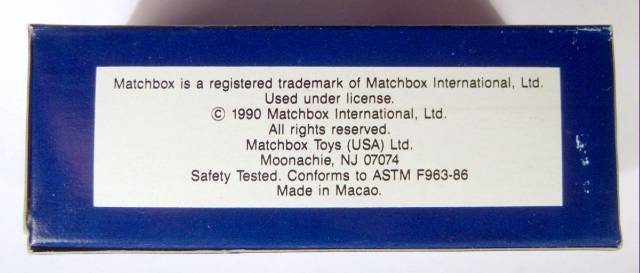 Matchbox is a registered trademark of Matchbox International, Ltd.
Used under license.
© 1990 Matchbox International, Ltd.
All rights reserved.
Matchbox Toys (USA) Ltd.
Moonachie, NJ 07074
Safety Tested. Conforms to ASTM F963-86
Made in Macao.